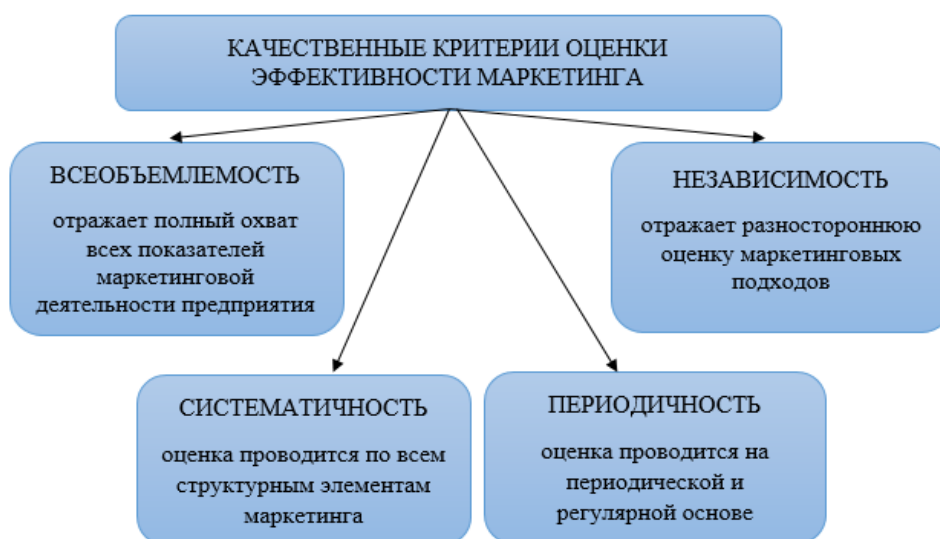 КАЧЕСТВЕННЫЕ КРИТЕРИИ ОЦЕНКИ
ЭФФЕКТИВНОСТИ МАРКЕТИНГА
ВСЕОБЪЕМЛЕМОСТЬ
отражает полный охват
всех показателей
маркетинговой
деятельности предприятия
НЕЗАВИСИМОСТЬ
отражает разностороннюю
оценку маркетинговых
подходов
СИСТЕМАТИЧНОСТЬ
оценка проводится по всем
структурным элементам
маркетинга
ПЕРИОДИЧНОСТЬ
оценка проводится на
периодической и
регулярной основе